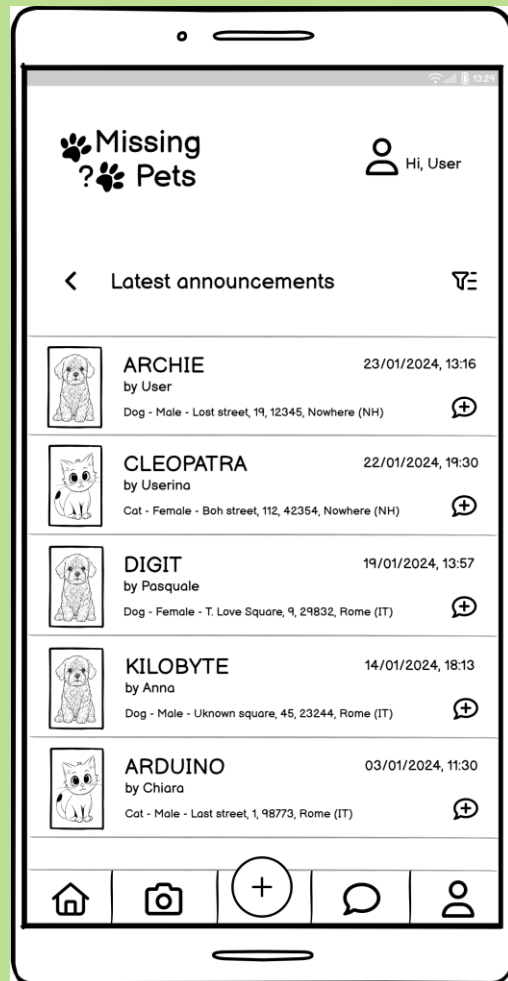 13:29
Missing
? Pets
Hi, User
Latest announcements
ARCHIE
23/01/2024, 13:16
by User
Dog - Male - Lost street, 19, 12345, Nowhere (NH)
CLEOPATRA
22/01/2024, 19:30
by Userina
Cat - Female - Boh street, 112, 42354, Nowhere (NH)
DIGIT
19/01/2024, 13:57
by Pasquale
Dog - Female - T. Love Square, 9, 29832, Rome (IT)
KILOBYTE
14/01/2024, 18:13
by Anna
Dog - Male - Uknown square, 45, 23244, Rome (IT)
ARDUINO
03/01/2024, 11:30
by Chiara
Cat - Male - Last street, 1, 98773, Rome (IT)